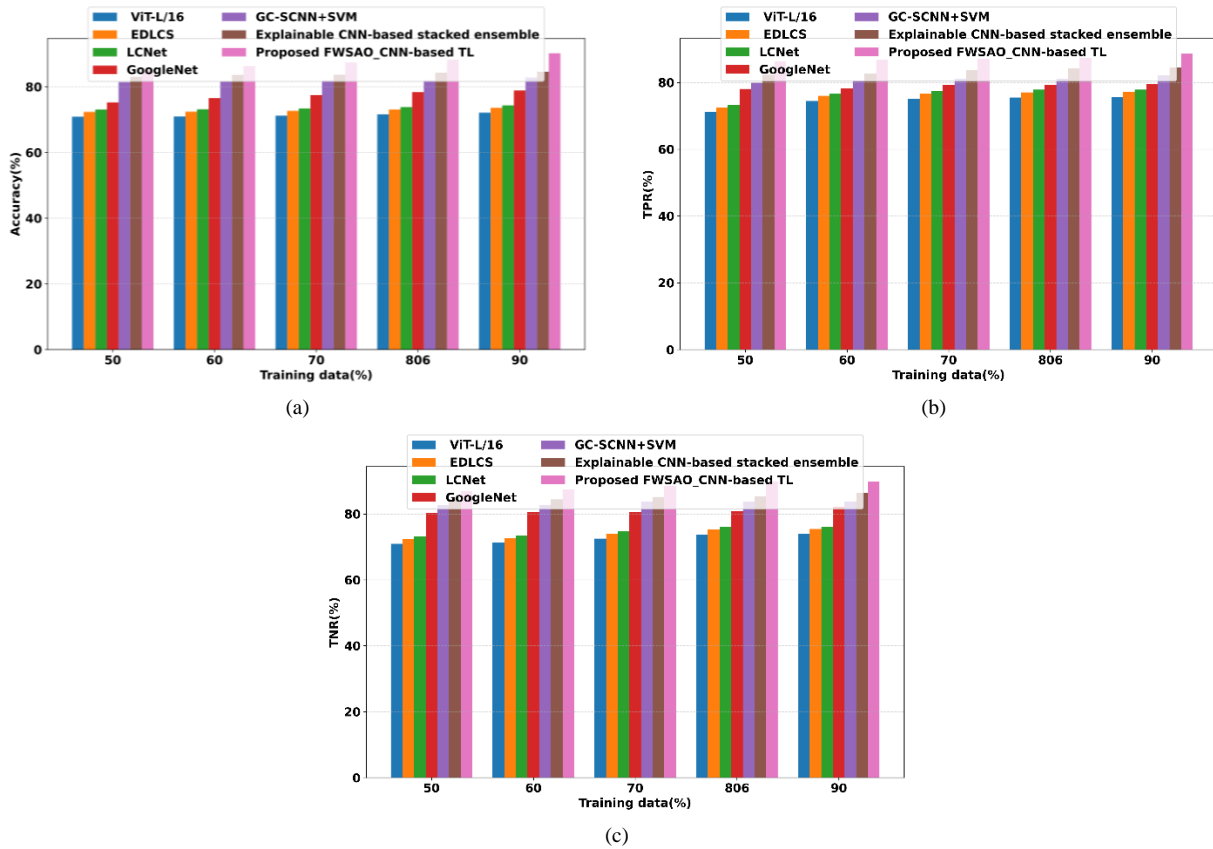 ViT-L/16
EDLCS
LCNet
GoogleNet
GC-SCNN+SVM
Explainable CNN-based stacked ensemble
Proposed FWSAO_CNN-based TL
Accuracy(%)
80
60
40
20
0
50 60 70 806 90
Training data(%)
(a)
ViT-L/16
EDLCS
LCNet
GoogleNet
GC-SCNN+SVM
Explainable CNN-based stacked ensemble
Proposed FWSAO_CNN-based TL
TPR(%)
80
60
40
20
0
50 60 70 806 90
Training data(%)
(b)
ViT-L/16
EDLCS
LCNet
GoogleNet
GC-SCNN+SVM
Explainable CNN-based stacked ensemble
Proposed FWSAO_CNN-based TL
TNR(%)
80
60
40
20
0
50 60 70 806 90
Training data(%)
(c)